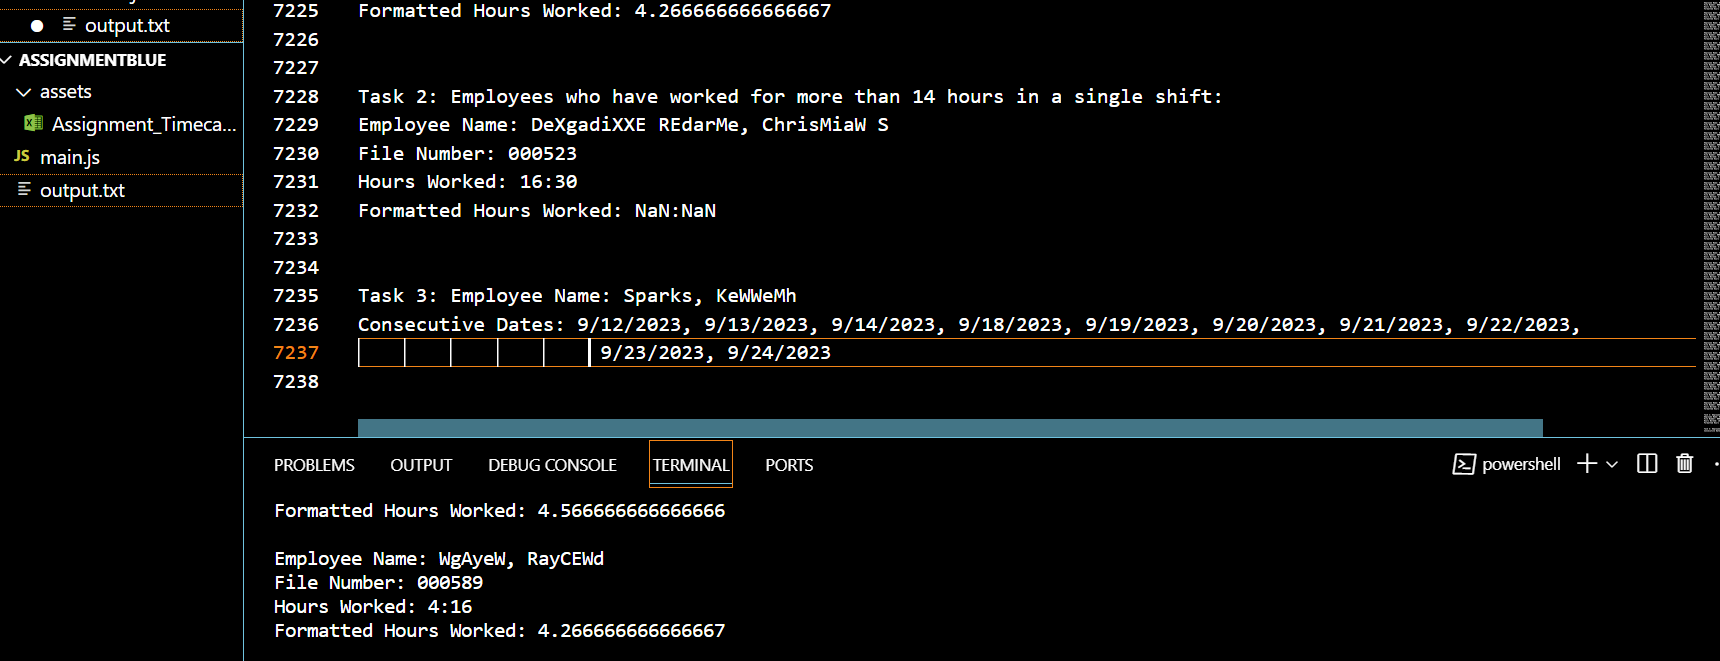 output.txt
ASSIGNMENTBLUE
assets
Assignment_Timeca...
JS main.js
output.txt
7225 Formatted Hours Worked: 4.266666666666667
7226
7227
7228 Task 2: Employees who have worked for more than 14 hours in a single shift:
7229 Employee Name: DeXgadiXXE REdarMe, ChrisMiaW S
7230 File Number: 000523
7231 Hours Worked: 16:30
7232 Formatted Hours Worked: NaN:NaN
7233
7234
7235 Task 3: Employee Name: Sparks, KeWWeMh
7236 Consecutive Dates: 9/12/2023, 9/13/2023, 9/14/2023, 9/18/2023, 9/19/2023, 9/20/2023, 9/21/2023, 9/22/2023,
7237 9/23/2023, 9/24/2023
7238
PROBLEMS OUTPUT DEBUG CONSOLE TERMINAL PORTS powershell
Formatted Hours Worked: 4.566666666666666
Employee Name: WgAyeW, RayCEWd
File Number: 000589
Hours Worked: 4:16
Formatted Hours Worked: 4.266666666666667